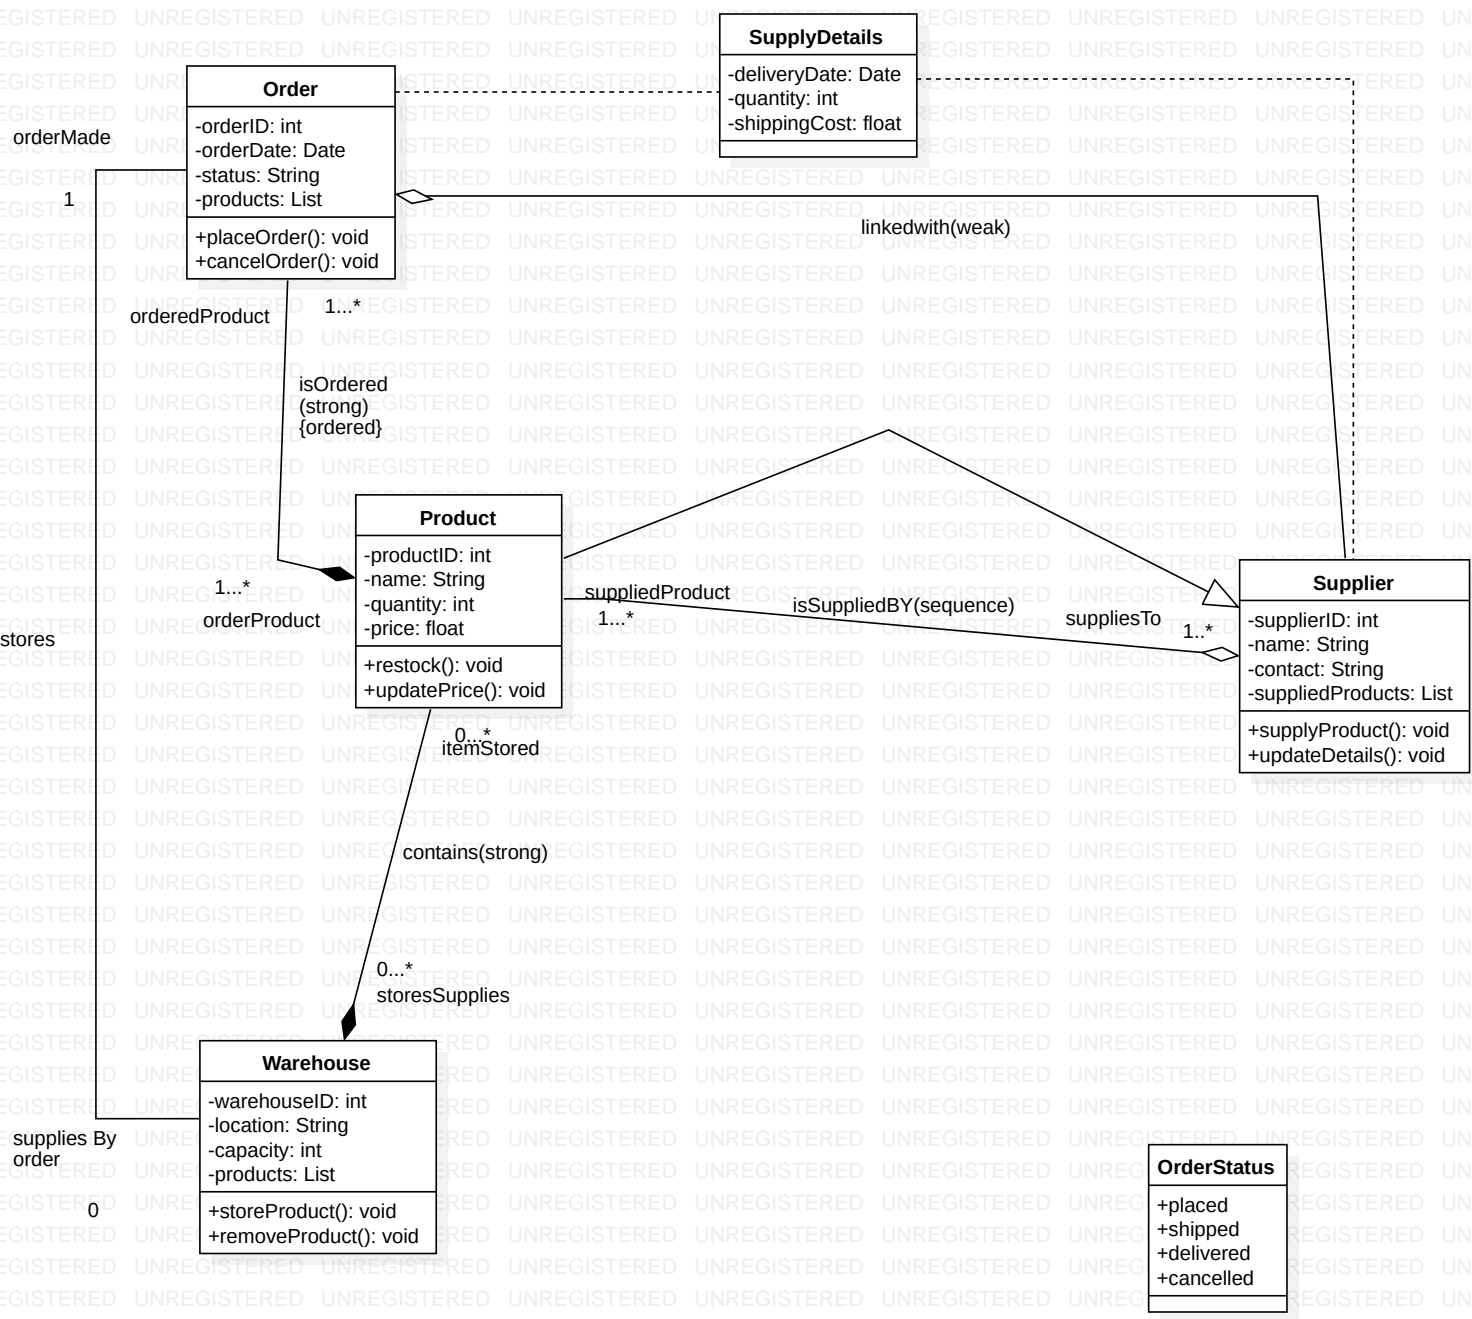 SupplyDetails
-deliveryDate: Date
-quantity: int
-shippingCost: float
Order
-orderID: int
-orderDate: Date
-status: String
-products: List
+placeOrder(): void
+cancelOrder(): void
orderMade
1
linkedwith(weak)
1...*
orderedProduct
isOrdered
(strong)
{ordered}
Product
-productID: int
-name: String
-quantity: int
-price: float
+restock(): void
+updatePrice(): void
1...*
orderProduct
stores
suppliedProduct
1...*
isSuppliedBY(sequence)
suppliesTo
1..*
Supplier
-supplierID: int
-name: String
-contact: String
-suppliedProducts: List
+supplyProduct(): void
+updateDetails(): void
0...*
itemStored
contains(strong)
0...*
storesSupplies
Warehouse
-warehouseID: int
-location: String
-capacity: int
-products: List
+storeProduct(): void
+removeProduct(): void
supplies By
order
0
OrderStatus
+placed
+shipped
+delivered
+cancelled
UNREGISTERED